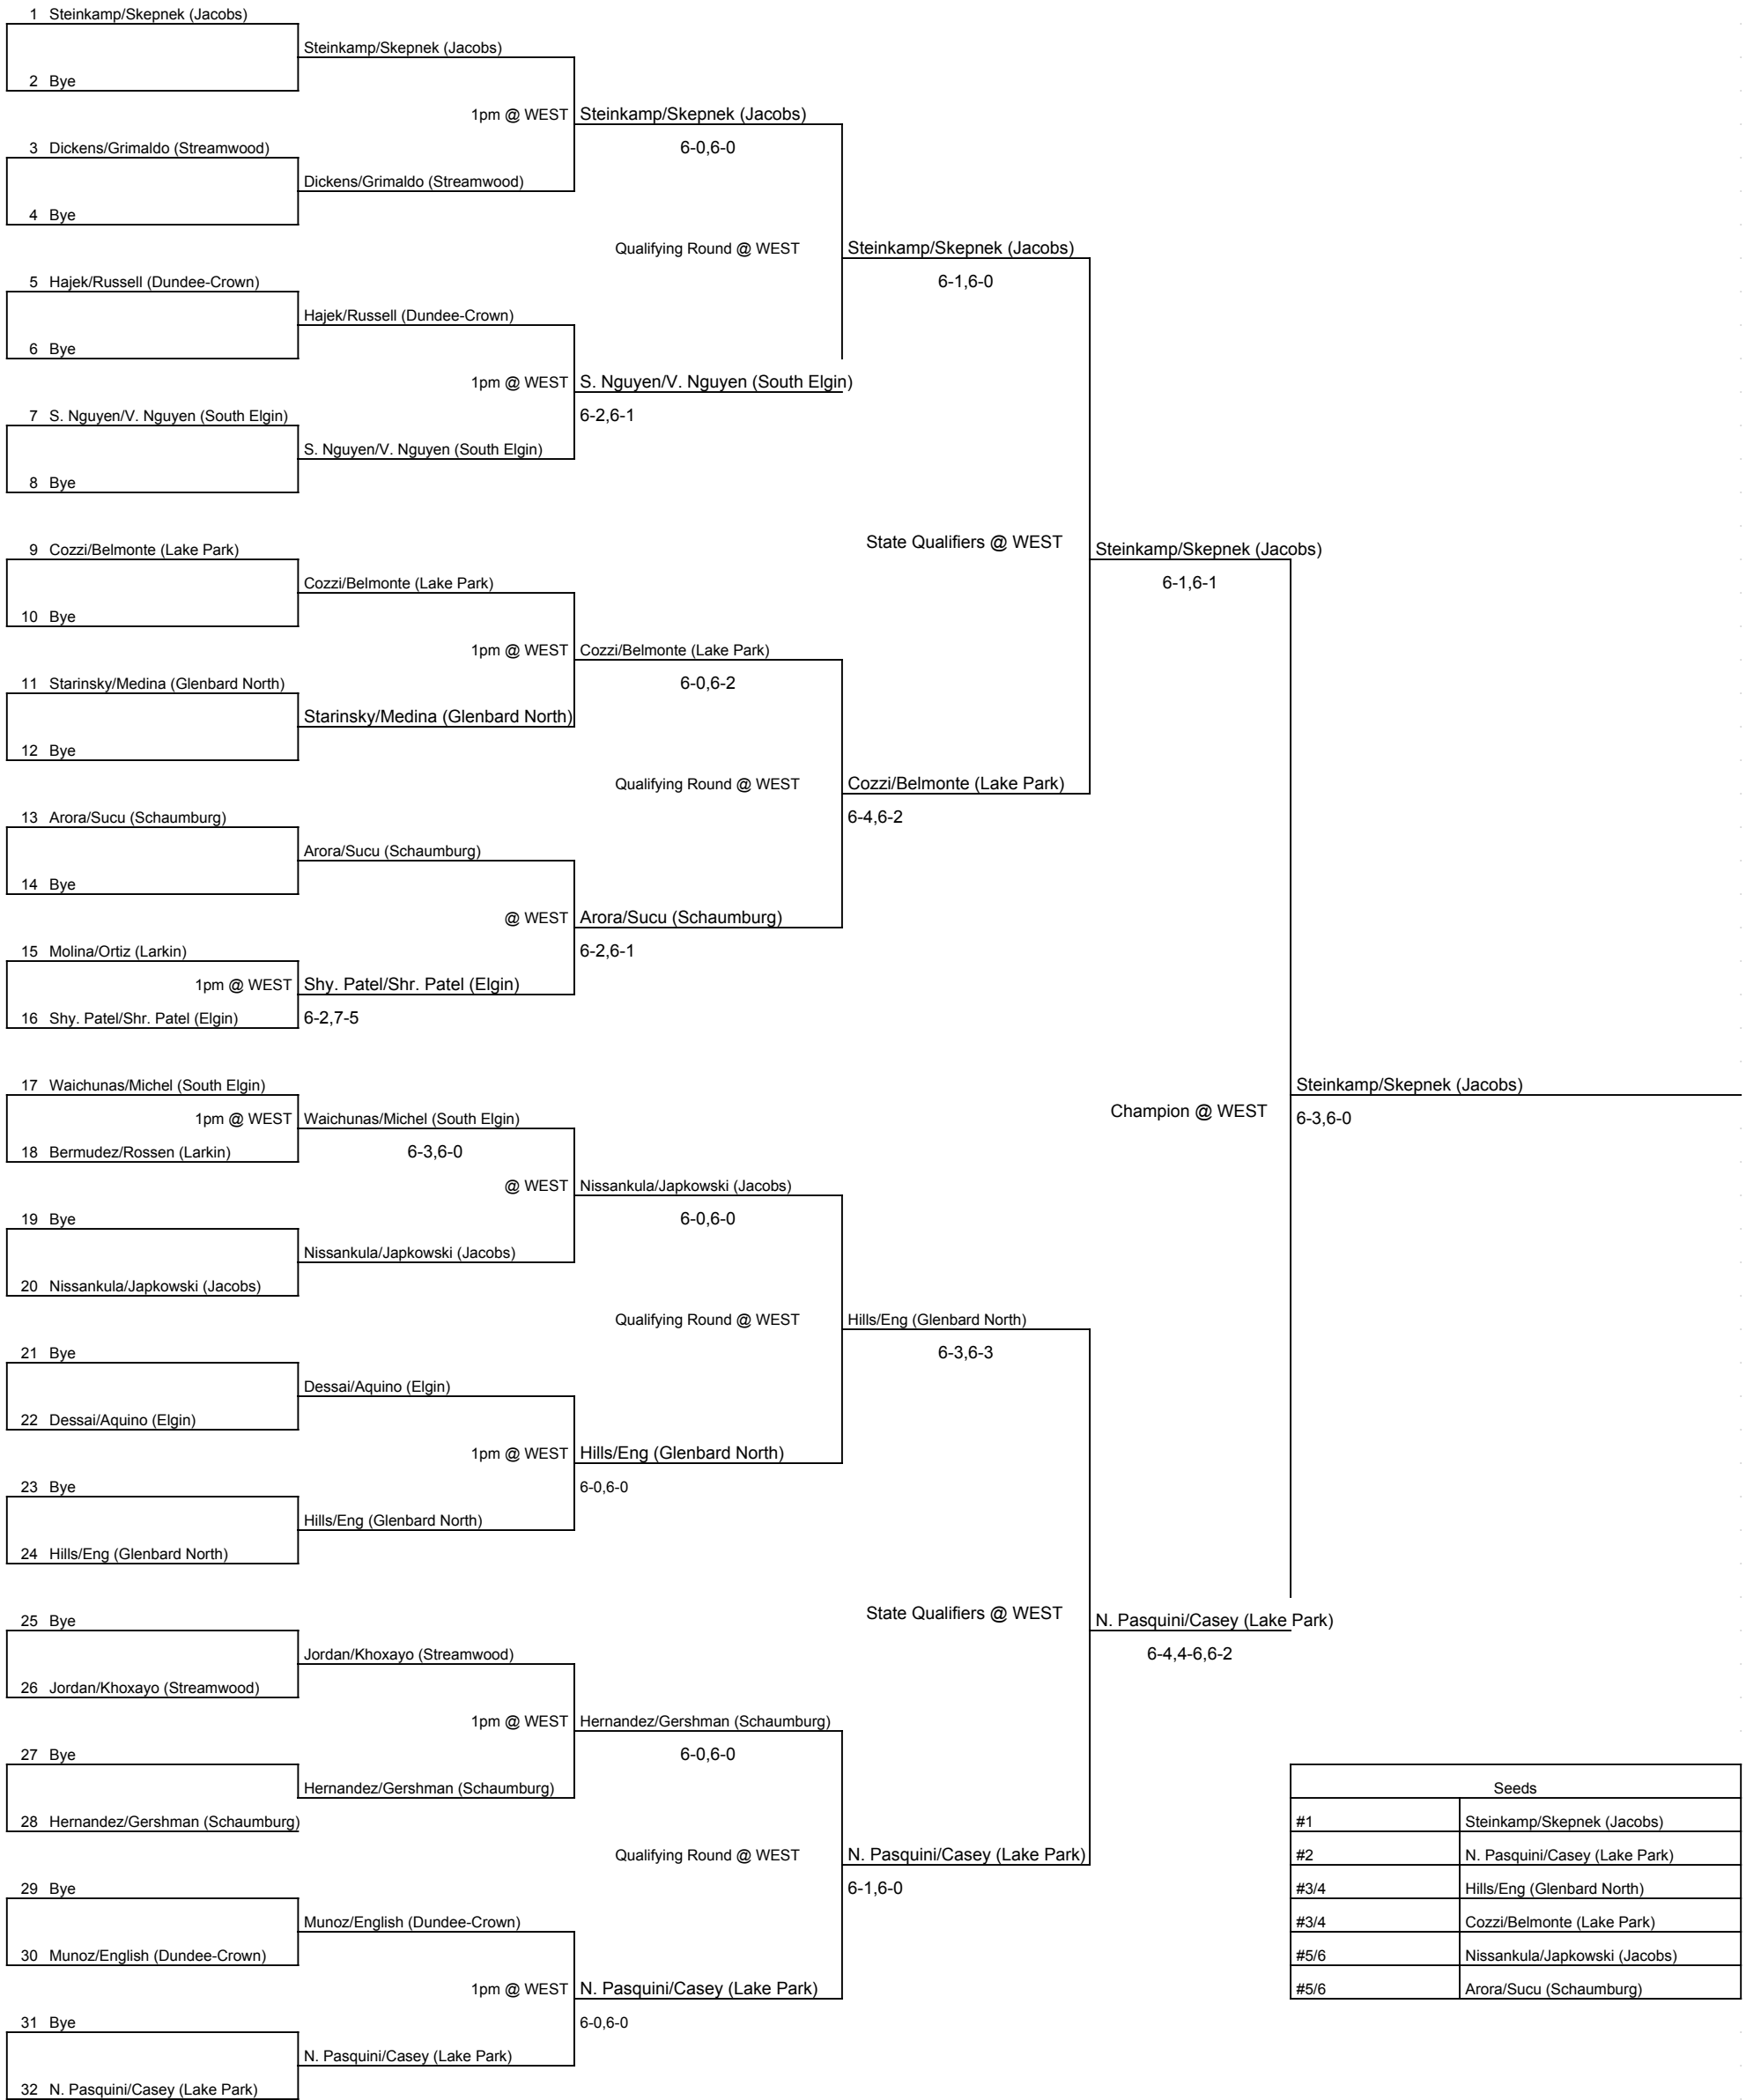 1 Steinkamp/Skepnek (Jacobs)
Steinkamp/Skepnek (Jacobs)
2 Bye
1pm @ WEST Steinkamp/Skepnek (Jacobs)
3 Dickens/Grimaldo (Streamwood) 6-0,6-0
Dickens/Grimaldo (Streamwood)
4 Bye
Qualifying Round @ WEST Steinkamp/Skepnek (Jacobs)
5 Hajek/Russell (Dundee-Crown) 6-1,6-0
Hajek/Russell (Dundee-Crown)
6 Bye
1pm @ WEST S. Nguyen/V. Nguyen (South Elgin)
7 S. Nguyen/V. Nguyen (South Elgin) 6-2,6-1
S. Nguyen/V. Nguyen (South Elgin)
8 Bye
State Qualifiers @ WEST Steinkamp/Skepnek (Jacobs)
9 Cozzi/Belmonte (Lake Park)
Cozzi/Belmonte (Lake Park) 6-1,6-1
10 Bye
1pm @ WEST Cozzi/Belmonte (Lake Park)
11 Starinsky/Medina (Glenbard North) 6-0,6-2
Starinsky/Medina (Glenbard North)
12 Bye
Qualifying Round @ WEST Cozzi/Belmonte (Lake Park)
13 Arora/Sucu (Schaumburg) 6-4,6-2
Arora/Sucu (Schaumburg)
14 Bye
@ WEST Arora/Sucu (Schaumburg)
15 Molina/Ortiz (Larkin) 6-2,6-1
1pm @ WEST Shy. Patel/Shr. Patel (Elgin)
16 Shy. Patel/Shr. Patel (Elgin) 6-2,7-5
17 Waichunas/Michel (South Elgin) Steinkamp/Skepnek (Jacobs)
1pm @ WEST Waichunas/Michel (South Elgin) Champion @ WEST 6-3,6-0
18 Bermudez/Rossen (Larkin) 6-3,6-0
@ WEST Nissankula/Japkowski (Jacobs)
19 Bye 6-0,6-0
Nissankula/Japkowski (Jacobs)
20 Nissankula/Japkowski (Jacobs)
Qualifying Round @ WEST Hills/Eng (Glenbard North)
21 Bye 6-3,6-3
Dessai/Aquino (Elgin)
22 Dessai/Aquino (Elgin)
1pm @ WEST Hills/Eng (Glenbard North)
23 Bye 6-0,6-0
Hills/Eng (Glenbard North)
24 Hills/Eng (Glenbard North)
25 Bye State Qualifiers @ WEST N. Pasquini/Casey (Lake Park)
Jordan/Khoxayo (Streamwood) 6-4,4-6,6-2
26 Jordan/Khoxayo (Streamwood)
1pm @ WEST Hernandez/Gershman (Schaumburg)
27 Bye 6-0,6-0
Hernandez/Gershman (Schaumburg) Seeds
28 Hernandez/Gershman (Schaumburg) #1 Steinkamp/Skepnek (Jacobs)
Qualifying Round @ WEST N. Pasquini/Casey (Lake Park) #2 N. Pasquini/Casey (Lake Park)
29 Bye 6-1,6-0 #3/4 Hills/Eng (Glenbard North)
Munoz/English (Dundee-Crown) #3/4 Cozzi/Belmonte (Lake Park)
30 Munoz/English (Dundee-Crown) #5/6 Nissankula/Japkowski (Jacobs)
1pm @ WEST N. Pasquini/Casey (Lake Park) #5/6 Arora/Sucu (Schaumburg)
31 Bye 6-0,6-0
N. Pasquini/Casey (Lake Park)
32 N. Pasquini/Casey (Lake Park)